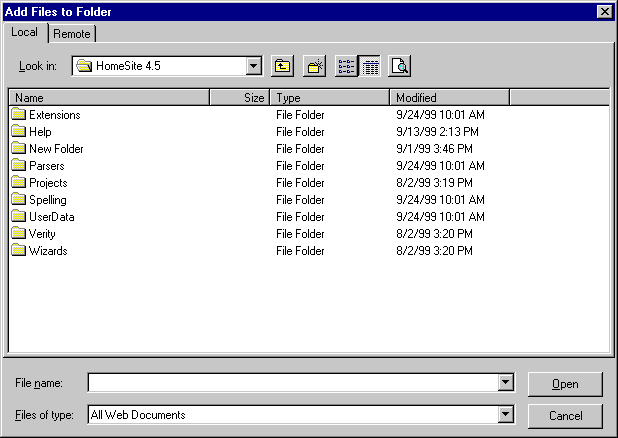 Add Files to Folder
Local Remote
Look in: HomeSite 4.5
Name Size Type Modified
Extensions File Folder 9/24/99 10:01 AM
Help File Folder 9/13/99 2:13 PM
New Folder File Folder 9/1/99 3:46 PM
Parsers File Folder 9/24/99 10:01 AM
Projects File Folder 8/2/99 3:19 PM
Spelling File Folder 9/24/99 10:01 AM
UserData File Folder 9/24/99 10:01 AM
Verity File Folder 8/2/99 3:20 PM
Wizards File Folder 8/2/99 3:20 PM
File name: Open
Files of type: All Web Documents Cancel